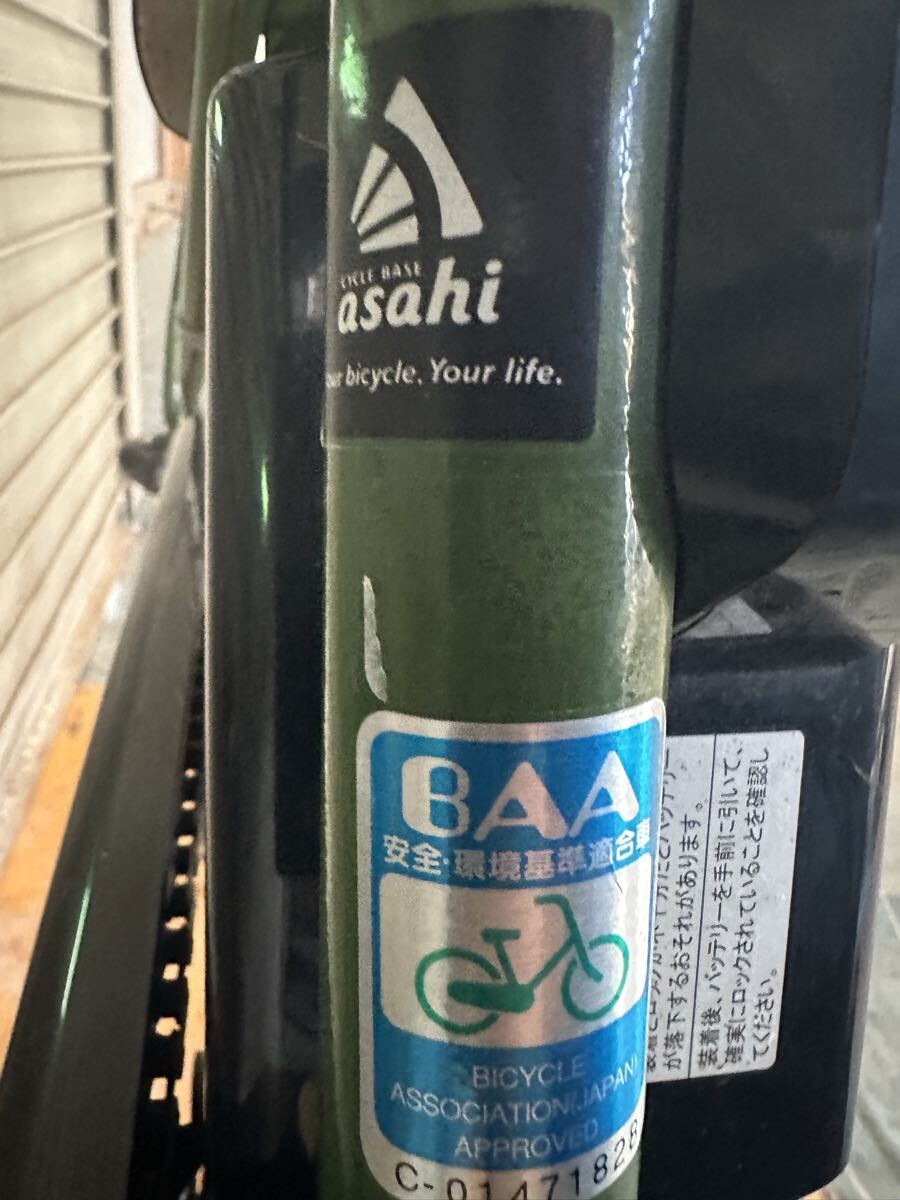 CYCLE BASE
asahi
our bicycle. Your life.
BAA
安全・環境基準適合車
BICYCLE
ASSOCIATION(JAPAN)
APPROVED
C-01471828
が落下するおそれがあります。
装着後、バッテリーを手前に引いて、
確実にロックされていることを確認し
てください。